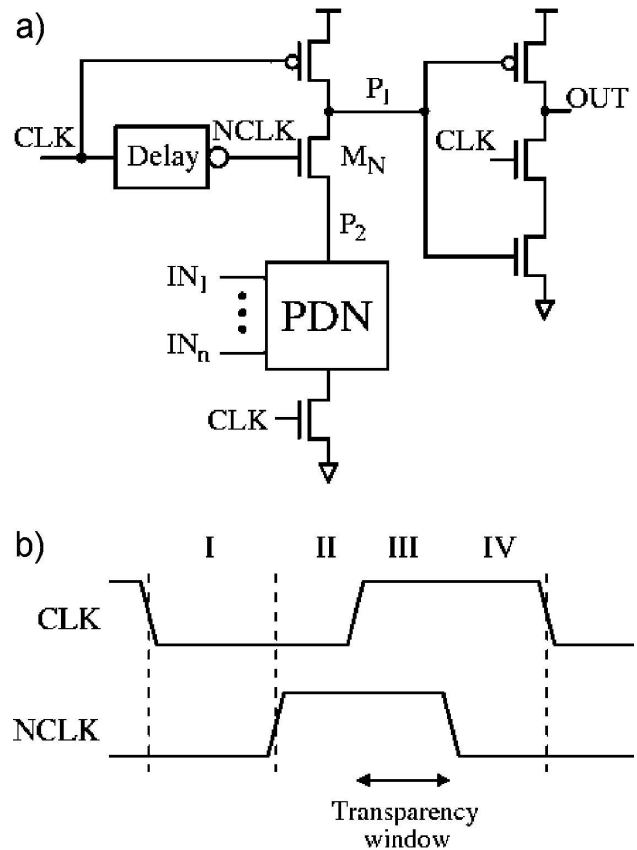 a)
P1
OUT
CLK
NCLK
Delay
MN
CLK
P2
IN1
PDN
INn
CLK
b)
I II III IV
CLK
NCLK
Transparency
window